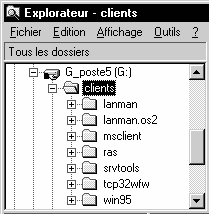 Explorateur - clients
Fichier Edition Affichage Outils ?
Tous les dossiers
G_poste5 (G:)
clients
lanman
lanman.os2
msclient
ras
srvtools
tcp32wfw
win95